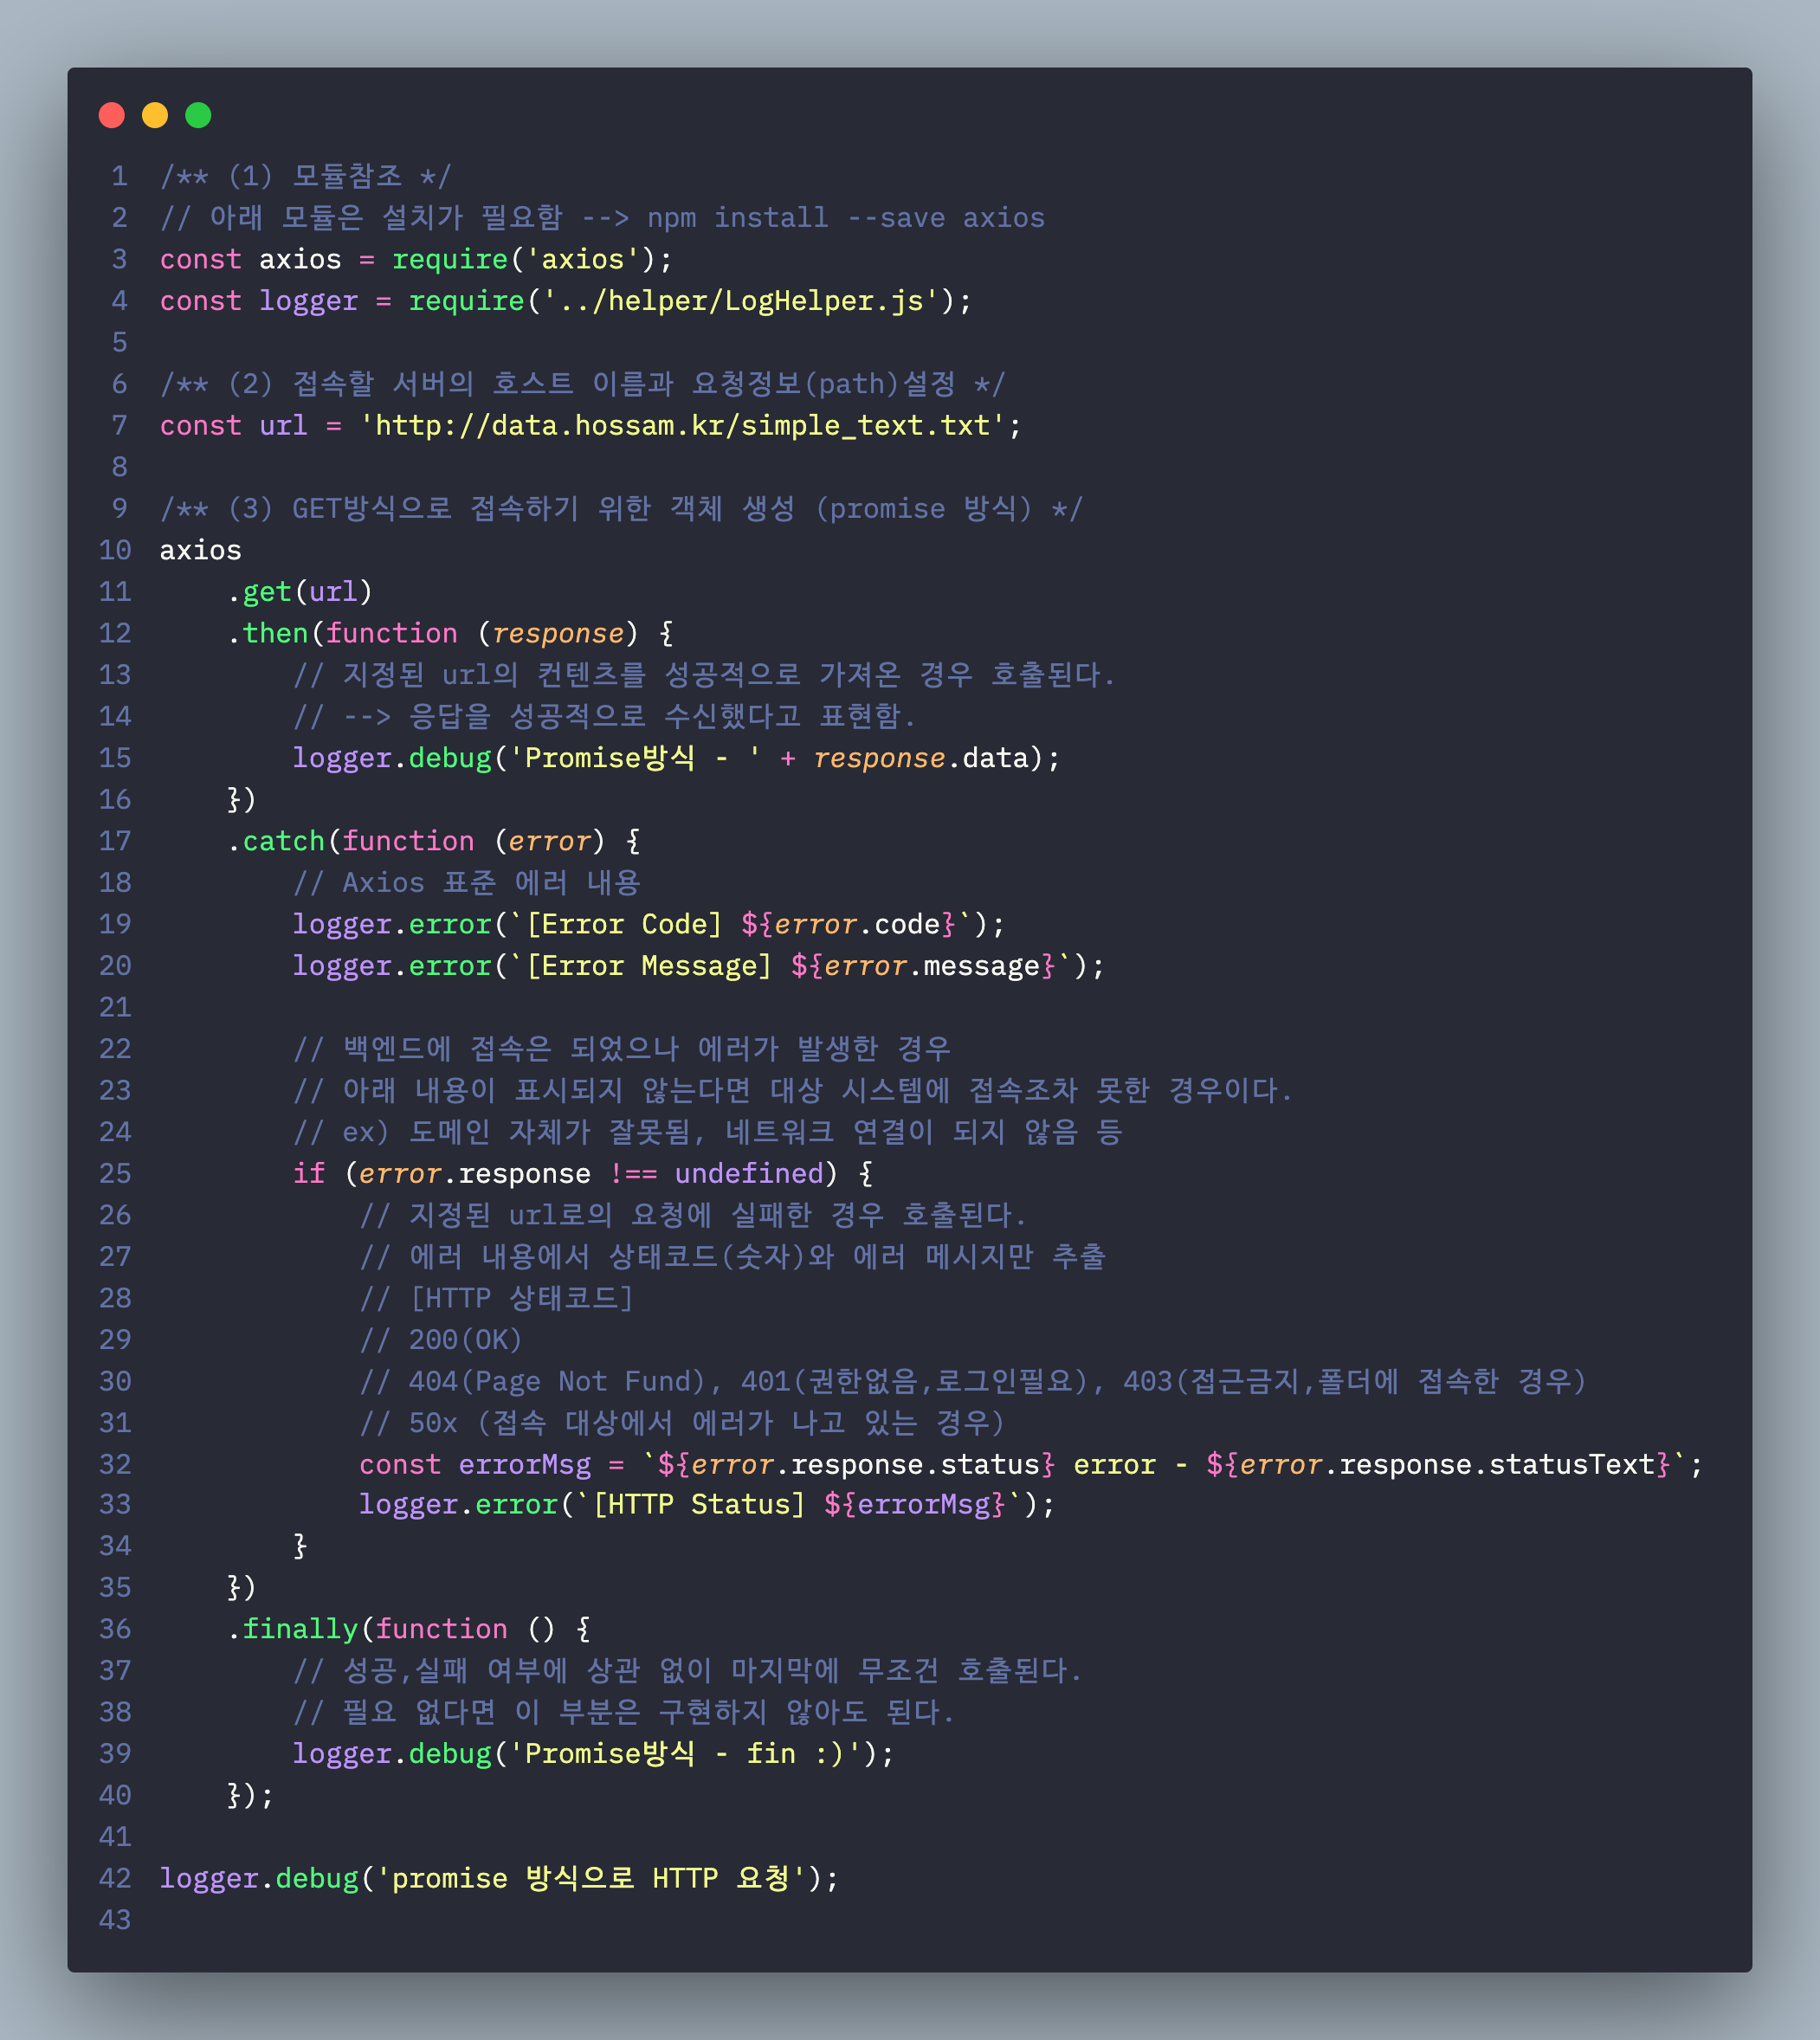 1 /** (1) 모듈참조 */
2 // 아래 모듈은 설치가 필요함 --> npm install --save axios
3 const axios = require('axios');
4 const logger = require('../helper/LogHelper.js');
5
6 /** (2) 접속할 서버의 호스트 이름과 요청정보(path)설정 */
7 const url = 'http://data.hossam.kr/simple_text.txt';
8
9 /** (3) GET방식으로 접속하기 위한 객체 생성 (promise 방식) */
10 axios
11     .get(url)
12     .then(function (response) {
13         // 지정된 url의 컨텐츠를 성공적으로 가져온 경우 호출된다.
14         // --> 응답을 성공적으로 수신했다고 표현함.
15         logger.debug('Promise방식 - ' + response.data);
16     })
17     .catch(function (error) {
18         // Axios 표준 에러 내용
19         logger.error(`[Error Code] ${error.code}`);
20         logger.error(`[Error Message] ${error.message}`);
21
22         // 백엔드에 접속은 되었으나 에러가 발생한 경우
23         // 아래 내용이 표시되지 않는다면 대상 시스템에 접속조차 못한 경우이다.
24         // ex) 도메인 자체가 잘못됨, 네트워크 연결이 되지 않음 등
25         if (error.response !== undefined) {
26             // 지정된 url로의 요청에 실패한 경우 호출된다.
27             // 에러 내용에서 상태코드(숫자)와 에러 메시지만 추출
28             // [HTTP 상태코드]
29             // 200(OK)
30             // 404(Page Not Fund), 401(권한없음,로그인필요), 403(접근금지,폴더에 접속한 경우)
31             // 50x (접속 대상에서 에러가 나고 있는 경우)
32             const errorMsg = `${error.response.status} error - ${error.response.statusText}`;
33             logger.error(`[HTTP Status] ${errorMsg}`);
34         }
35     })
36     .finally(function () {
37         // 성공,실패 여부에 상관 없이 마지막에 무조건 호출된다.
38         // 필요 없다면 이 부분은 구현하지 않아도 된다.
39         logger.debug('Promise방식 - fin :)');
40     });
41
42 logger.debug('promise 방식으로 HTTP 요청');
43